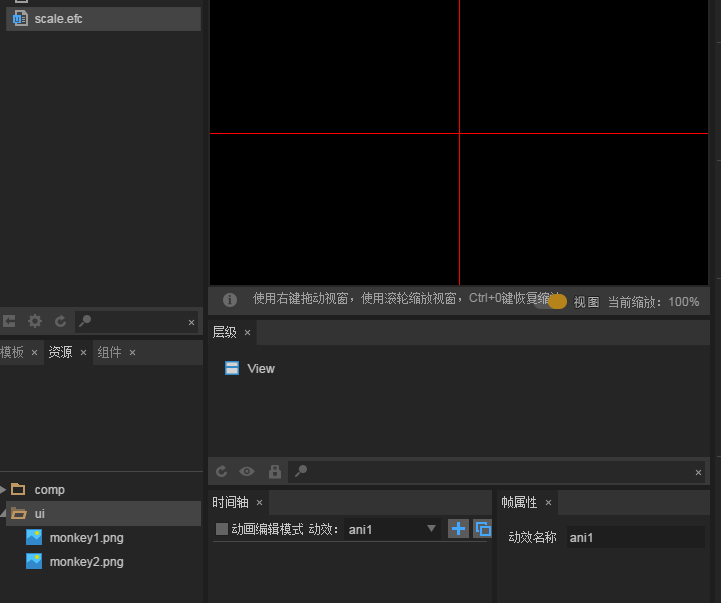 scale.efc
使用右键拖动视窗，使用滚轮缩放视窗，Ctrl+0键恢复缩
视图 当前缩放：100%
层级 ×
View
×
模板 × 资源 × 组件 ×
comp
ui
monkey1.png
monkey2.png
×
时间轴 ×
动画编辑模式 动效： ani1
帧属性 ×
动效名称 ani1